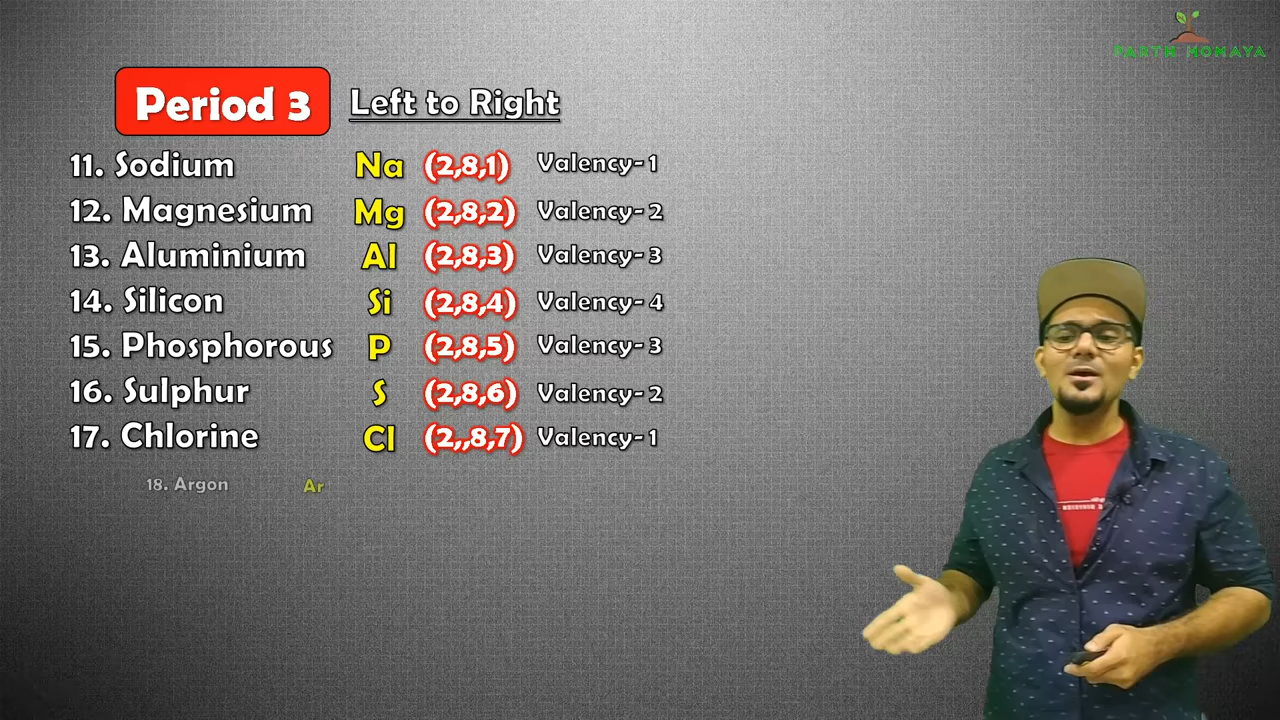 PARTH MOMAYA
Period 3 Left to Right
11. Sodium Na (2,8,1) Valency- 1
12. Magnesium Mg (2,8,2) Valency- 2
13. Aluminium Al (2,8,3) Valency- 3
14. Silicon Si (2,8,4) Valency- 4
15. Phosphorous P (2,8,5) Valency- 3
16. Sulphur S (2,8,6) Valency- 2
17. Chlorine Cl (2,,8,7) Valency- 1
18. Argon Ar